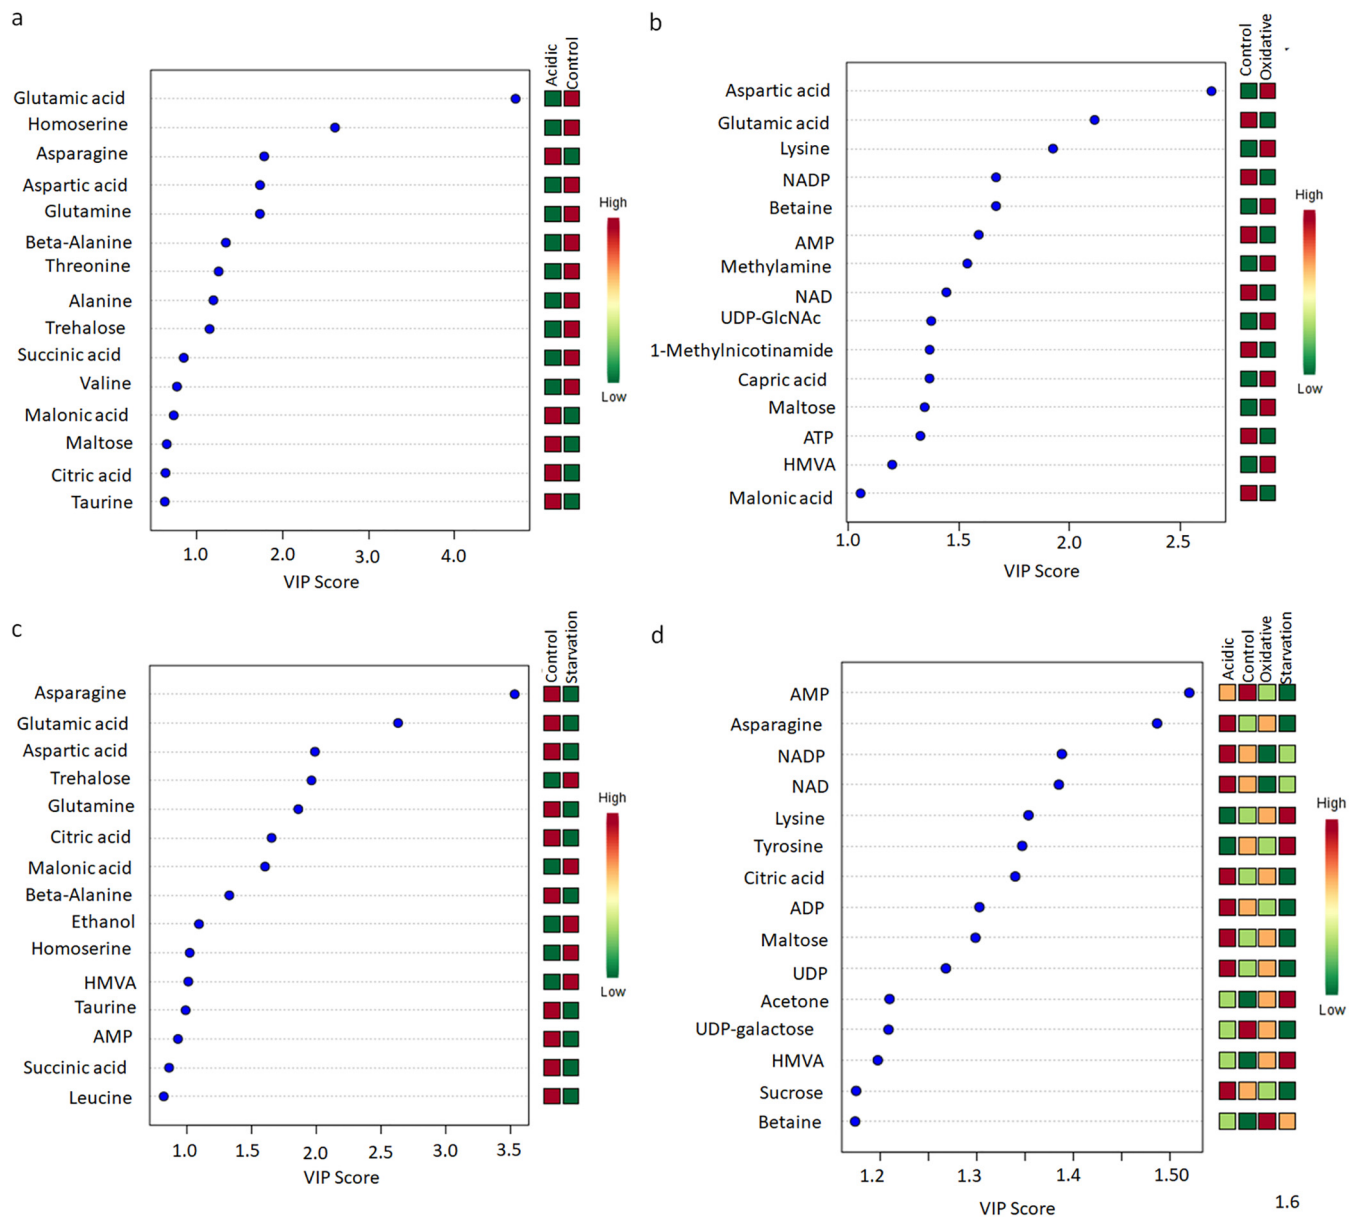 a
Acidic
Control
Glutamic acid
Homoserine
Asparagine
Aspartic acid
Glutamine
Beta-Alanine
Threonine
Alanine
Trehalose
Succinic acid
Valine
Malonic acid
Maltose
Citric acid
Taurine
High
Low
1.0 2.0 3.0 4.0
VIP Score
b
Control
Oxidative
Aspartic acid
Glutamic acid
Lysine
NADP
Betaine
AMP
Methylamine
NAD
UDP-GlcNAc
1-Methylnicotinamide
Capric acid
Maltose
ATP
HMVA
Malonic acid
High
Low
1.0 1.5 2.0 2.5
VIP Score
c
Control
Starvation
Asparagine
Glutamic acid
Aspartic acid
Trehalose
Glutamine
Citric acid
Malonic acid
Beta-Alanine
Ethanol
Homoserine
HMVA
Taurine
AMP
Succinic acid
Leucine
High
Low
1.0 1.5 2.0 2.5 3.0 3.5
VIP Score
d
Acidic
Control
Oxidative
Starvation
AMP
Asparagine
NADP
NAD
Lysine
Tyrosine
Citric acid
ADP
Maltose
UDP
Acetone
UDP-galactose
HMVA
Sucrose
Betaine
High
Low
1.2 1.3 1.4 1.50
1.6
VIP Score